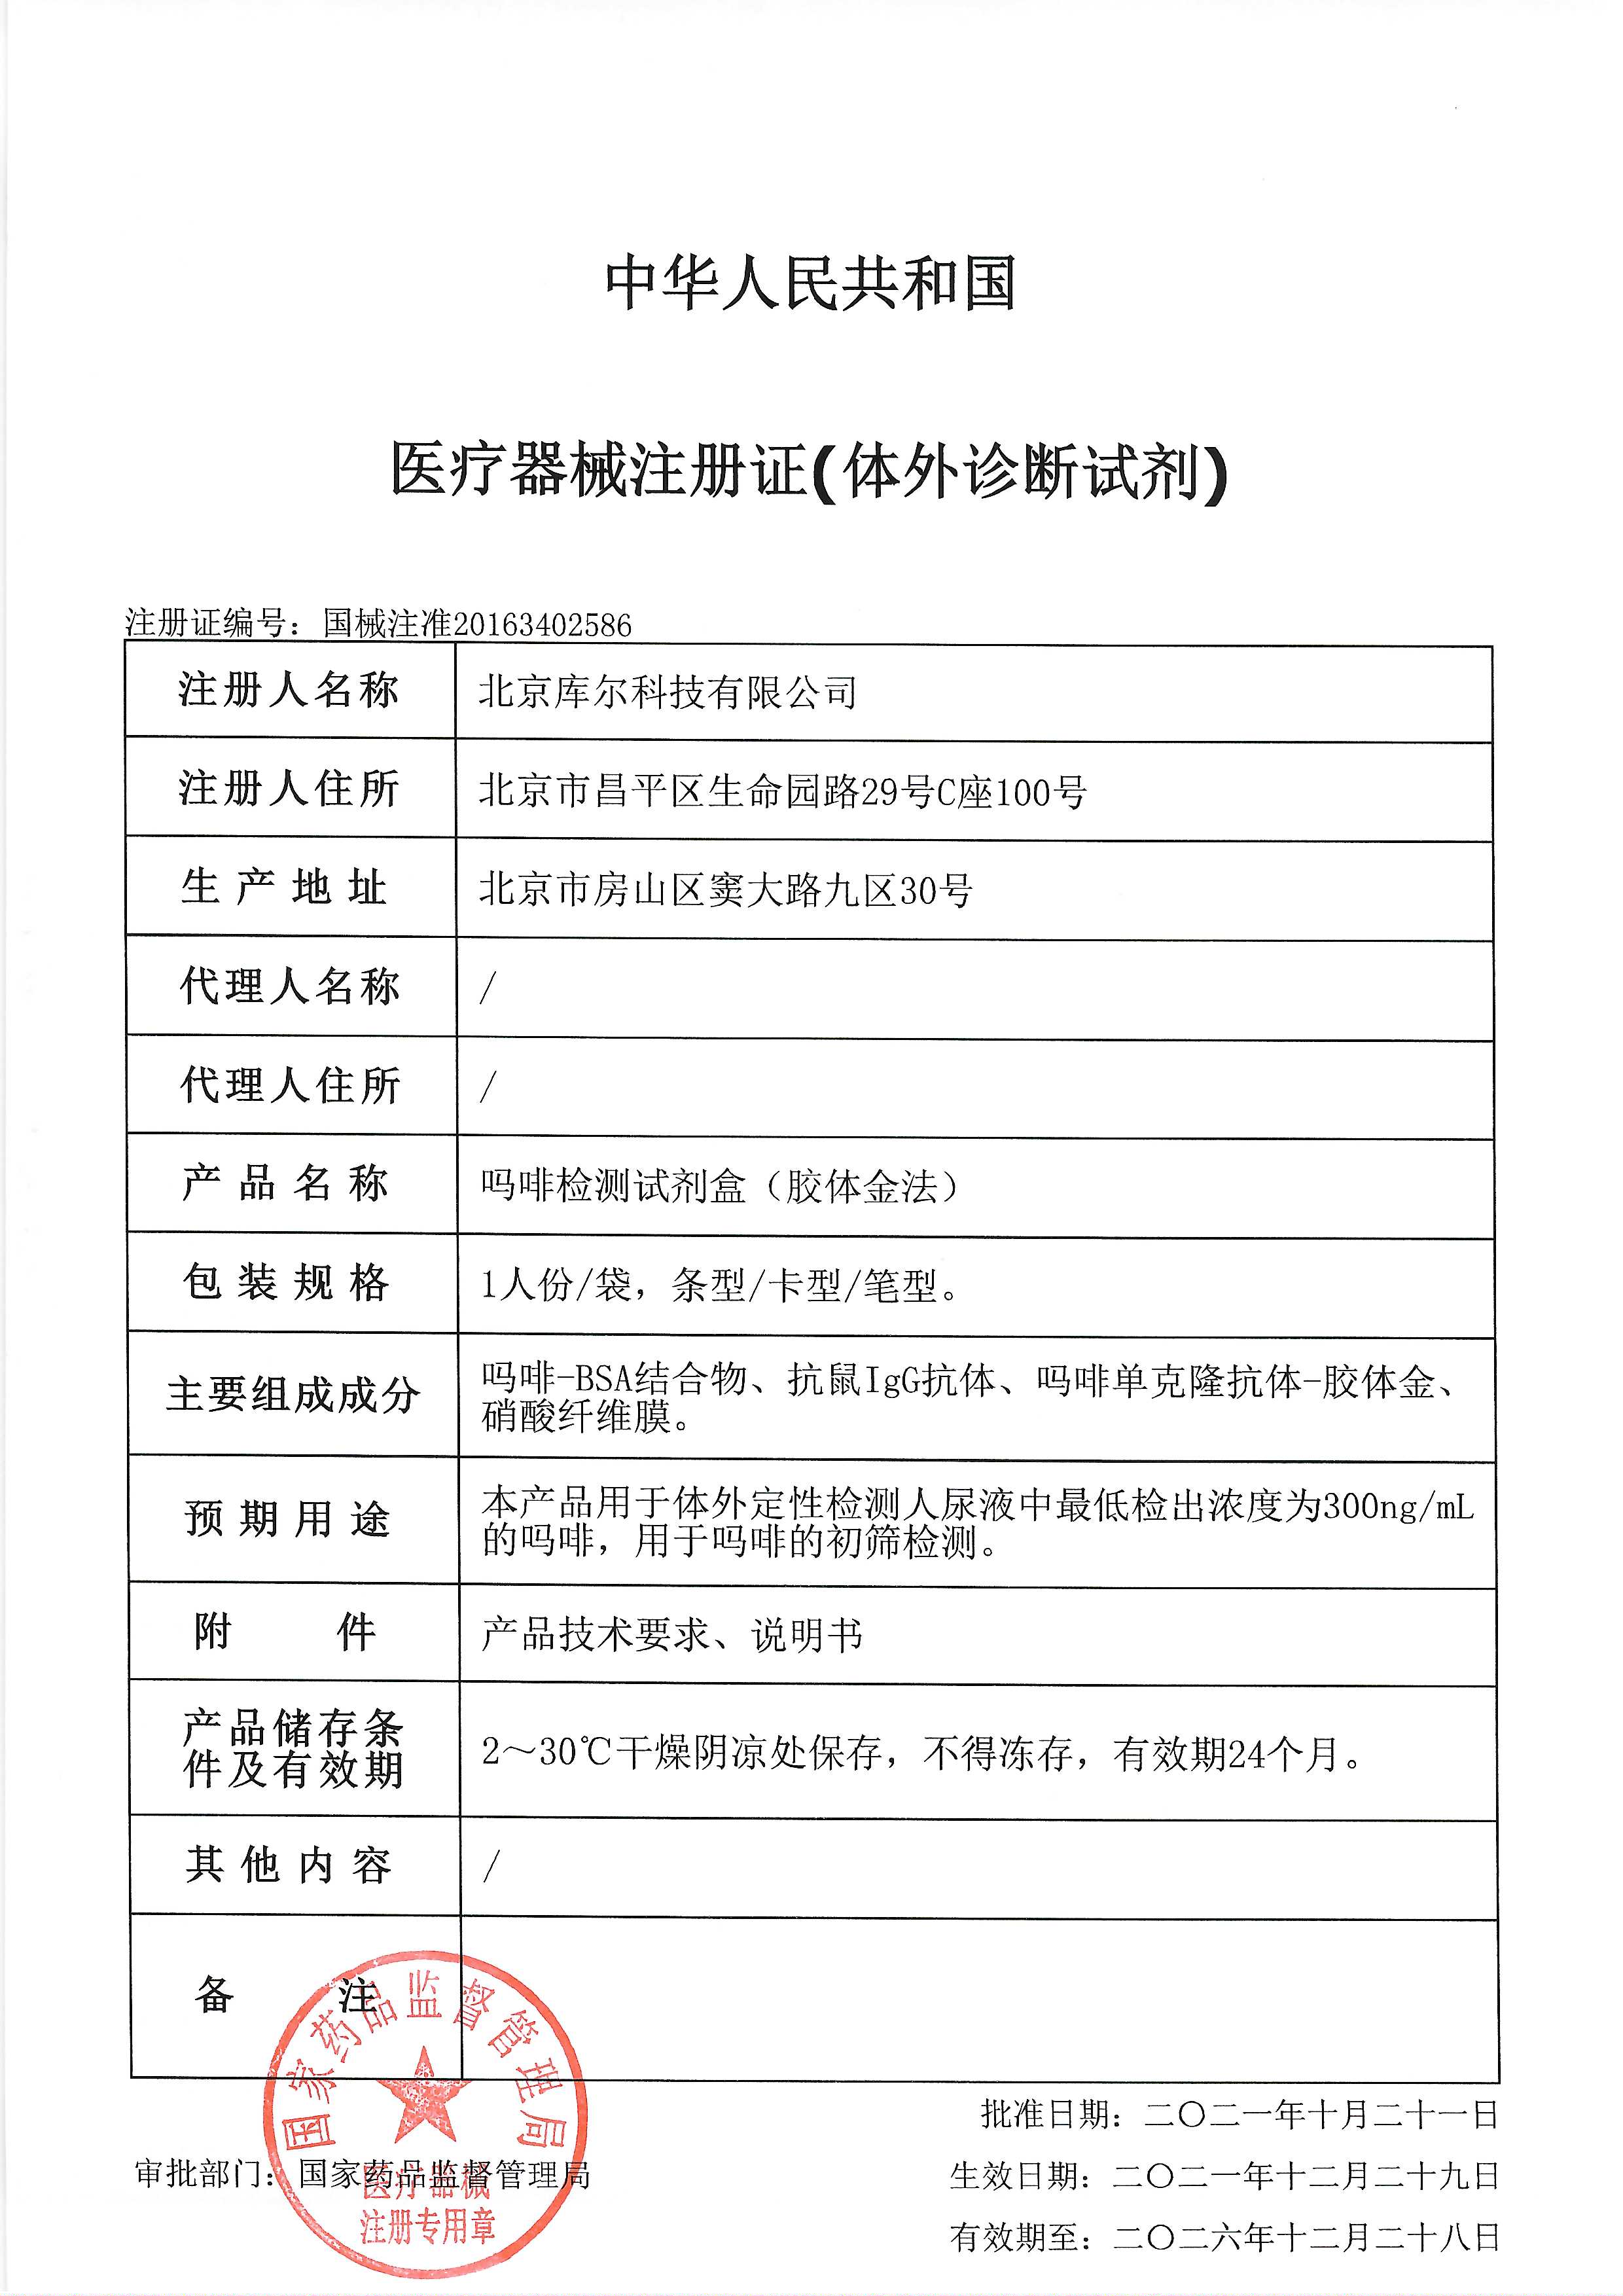 中华人民共和国
医疗器械注册证(体外诊断试剂)
注册证编号：国械注准20163402586
注册人名称 北京库尔科技有限公司
注册人住所 北京市昌平区生命园路29号C座100号
生产地址 北京市房山区窦大路九区30号
代理人名称 /
代理人住所 /
产品名称 吗啡检测试剂盒（胶体金法）
包装规格 1人份/袋，条型/卡型/笔型。
主要组成成分 吗啡-BSA结合物、抗鼠IgG抗体、吗啡单克隆抗体-胶体金、
硝酸纤维膜。
预期用途 本产品用于体外定性检测人尿液中最低检出浓度为300ng/mL
的吗啡，用于吗啡的初筛检测。
附件 产品技术要求、说明书
产品储存条
件及有效期 2～30℃干燥阴凉处保存，不得冻存，有效期24个月。
其他内容 /
备注
国家药品监督管理局
医疗器械
注册专用章
批准日期：二〇二一年十月二十一日
审批部门：国家药品监督管理局 生效日期：二〇二一年十二月二十九日
有效期至：二〇二六年十二月二十八日